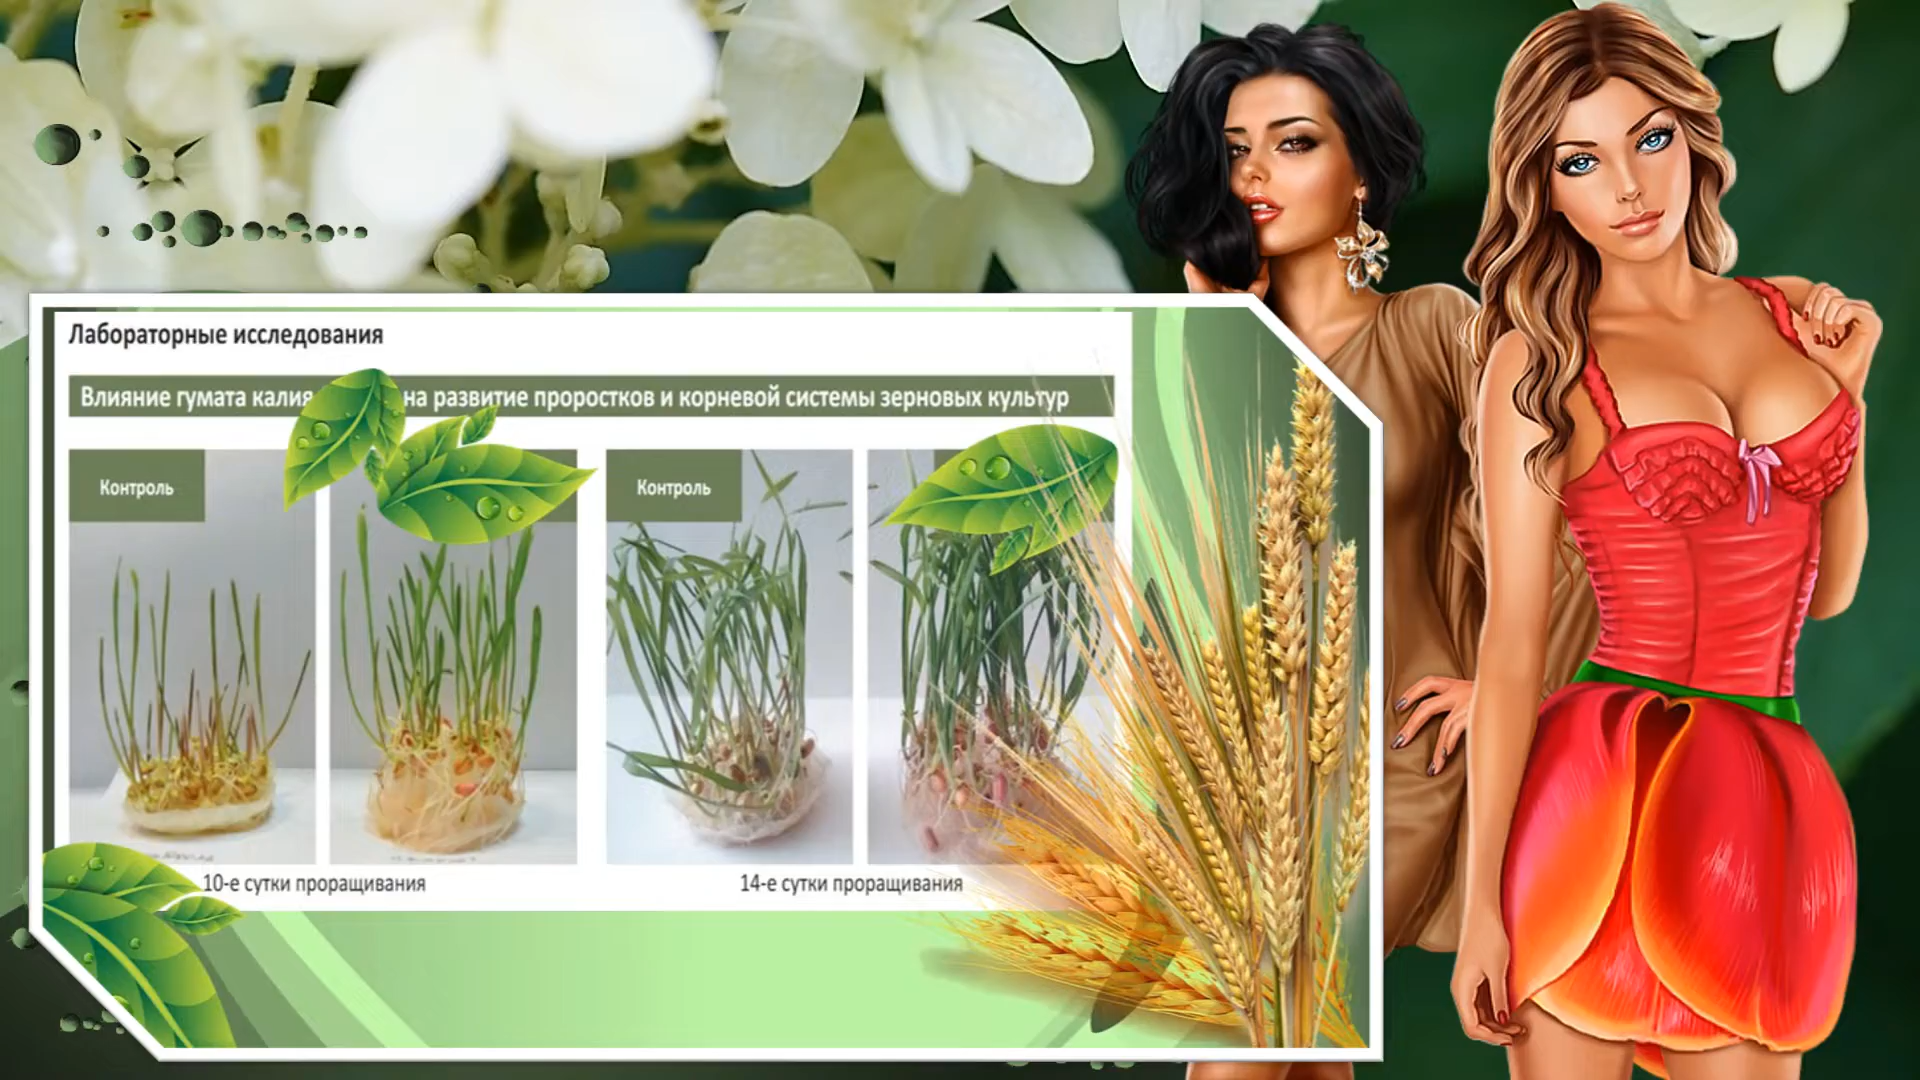 Лабораторные исследования
Влияние гумата калия на развитие проростков и корневой системы зерновых культур
Контроль
Контроль
10-е сутки проращивания
14-е сутки проращивания